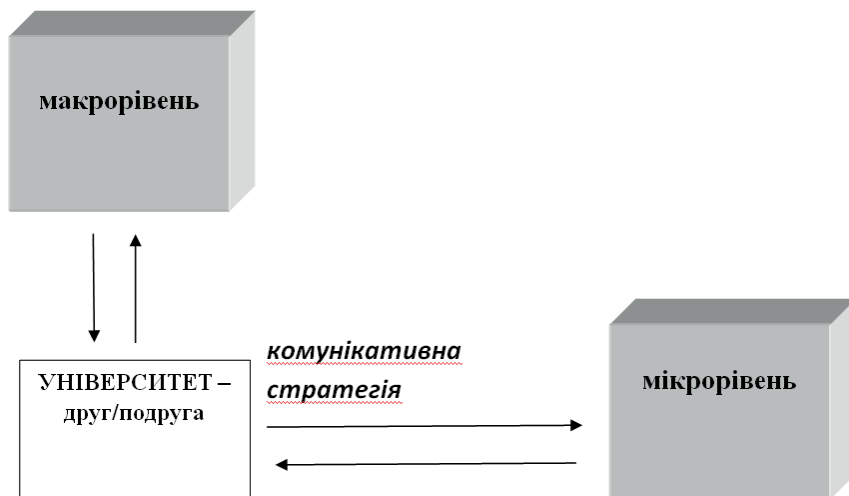 макрорівень
УНІВЕРСИТЕТ –
друг/подруга
комунікативна
стратегія
мікрорівень